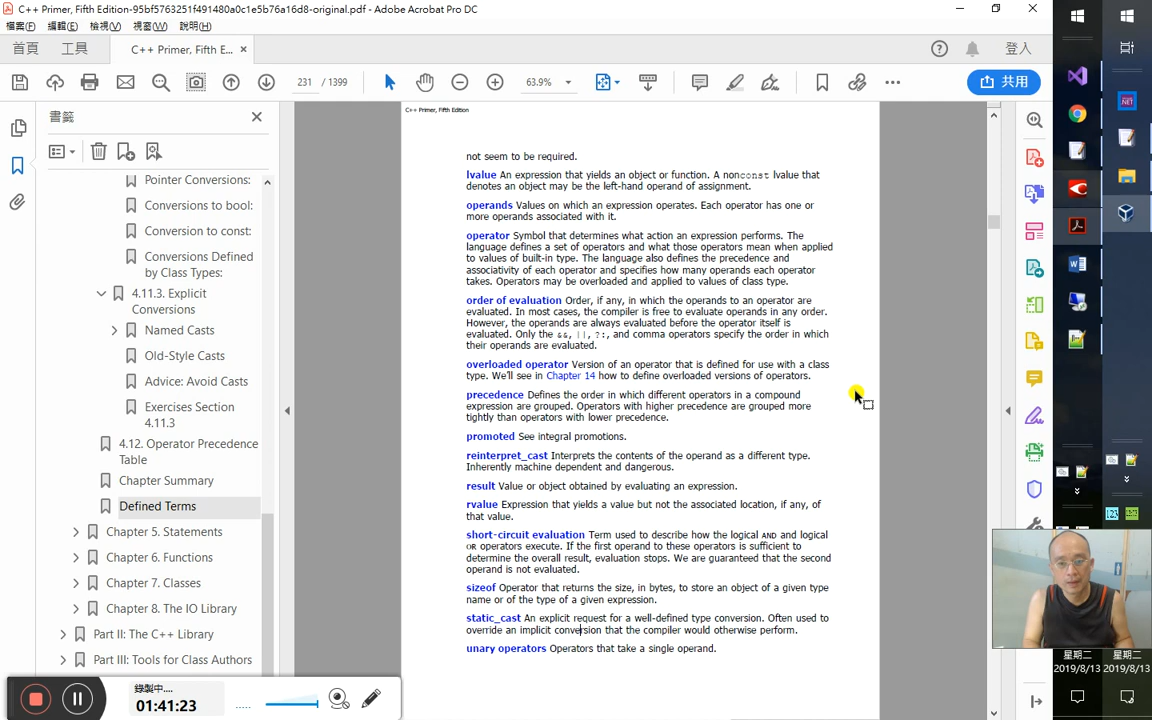 C++ Primer, Fifth Edition-95bf5763251f491480a0c1e5b76a16d8-original.pdf - Adobe Acrobat Pro DC
檔案(F) 編輯(E) 檢視(V) 視窗(W) 說明(H)
首頁 工具 C++ Primer, Fifth E... × 登入
231 / 1399 63.9% 共用
書籤
Pointer Conversions:
Conversions to bool:
Conversion to const:
Conversions Defined
by Class Types:
4.11.3. Explicit
Conversions
Named Casts
Old-Style Casts
Advice: Avoid Casts
Exercises Section
4.11.3
4.12. Operator Precedence
Table
Chapter Summary
Defined Terms
Chapter 5. Statements
Chapter 6. Functions
Chapter 7. Classes
Chapter 8. The IO Library
Part II: The C++ Library
Part III: Tools for Class Authors
C++ Primer, Fifth Edition
not seem to be required.
lvalue An expression that yields an object or function. A nonconst lvalue that
denotes an object may be the left-hand operand of assignment.
operands Values on which an expression operates. Each operator has one or
more operands associated with it.
operator Symbol that determines what action an expression performs. The
language defines a set of operators and what those operators mean when applied
to values of built-in type. The language also defines the precedence and
associativity of each operator and specifies how many operands each operator
takes. Operators may be overloaded and applied to values of class type.
order of evaluation Order, if any, in which the operands to an operator are
evaluated. In most cases, the compiler is free to evaluate operands in any order.
However, the operands are always evaluated before the operator itself is
evaluated. Only the &&, ||, ?:, and comma operators specify the order in which
their operands are evaluated.
overloaded operator Version of an operator that is defined for use with a class
type. We'll see in Chapter 14 how to define overloaded versions of operators.
precedence Defines the order in which different operators in a compound
expression are grouped. Operators with higher precedence are grouped more
tightly than operators with lower precedence.
promoted See integral promotions.
reinterpret_cast Interprets the contents of the operand as a different type.
Inherently machine dependent and dangerous.
result Value or object obtained by evaluating an expression.
rvalue Expression that yields a value but not the associated location, if any, of
that value.
short-circuit evaluation Term used to describe how the logical AND and logical
OR operators execute. If the first operand to these operators is sufficient to
determine the overall result, evaluation stops. We are guaranteed that the second
operand is not evaluated.
sizeof Operator that returns the size, in bytes, to store an object of a given type
name or of the type of a given expression.
static_cast An explicit request for a well-defined type conversion. Often used to
override an implicit conversion that the compiler would otherwise perform.
unary operators Operators that take a single operand.
錄製中....
01:41:23
星期二 星期二
2019/8/13 2019/8/13